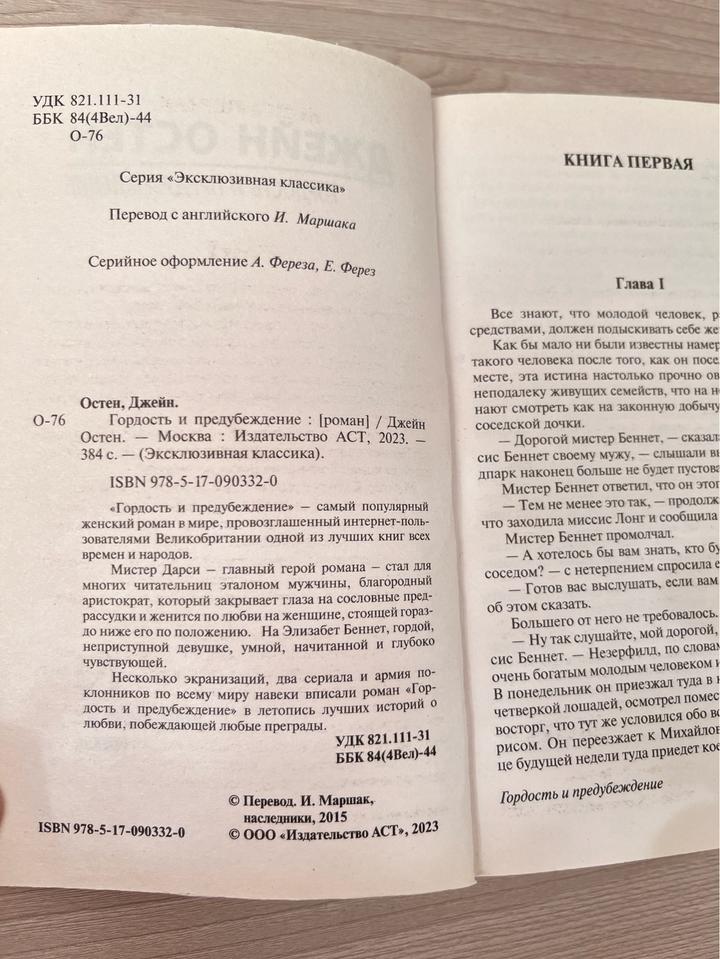 УДК 821.111-31
ББК 84(4Вел)-44
О-76
Серия «Эксклюзивная классика»
Перевод с английского И. Маршака
Серийное оформление А. Фереза, Е. Ферез
Остен, Джейн.
О-76 Гордость и предубеждение : [роман] / Джейн
Остен. — Москва : Издательство АСТ, 2023. —
384 с. — (Эксклюзивная классика).
ISBN 978-5-17-090332-0
«Гордость и предубеждение» — самый популярный
женский роман в мире, провозглашенный интернет-поль-
зователями Великобритании одной из лучших книг всех
времен и народов.
Мистер Дарси — главный герой романа — стал для
многих читательниц эталоном мужчины, благородный
аристократ, который закрывает глаза на сословные пред-
рассудки и женится по любви на женщине, стоящей гораз-
до ниже его по положению. На Элизабет Беннет, гордой,
неприступной девушке, умной, начитанной и глубоко
чувствующей.
Несколько экранизаций, два сериала и армия по-
клонников по всему миру навеки вписали роман «Гор-
дость и предубеждение» в летопись лучших историй о
любви, побеждающей любые преграды.
УДК 821.111-31
ББК 84(4Вел)-44
© Перевод. И. Маршак,
наследники, 2015
ISBN 978-5-17-090332-0 © ООО «Издательство АСТ», 2023
КНИГА ПЕРВАЯ
Глава I
Все знают, что молодой человек, р
средствами, должен подыскивать себе же
Как бы мало ни были известны намер
такого человека после того, как он посе
месте, эта истина настолько прочно ов
неподалеку живущих семейств, что на н
нают смотреть как на законную добычу
соседской дочки.
— Дорогой мистер Беннет, — сказал
сис Беннет своему мужу, — слышали в
дпарк наконец больше не будет пустова
Мистер Беннет ответил, что он этог
— Тем не менее это так, — продолж
что заходила миссис Лонг и сообщила
Мистер Беннет промолчал.
— А хотелось бы вам знать, кто бу
соседом? — с нетерпением спросила е
— Готов вас выслушать, если вам
об этом сказать.
Большего от него не требовалось.
— Ну так слушайте, мой дорогой,
сис Беннет. — Незерфилд, по слова
очень богатым молодым человеком и
В понедельник он приезжал туда в
четверкой лошадей, осмотрел помес
восторг, что тут же условился обо в
рисом. Он переезжает к Михайлов
це будущей недели туда приедет кое
Гордость и предубеждение